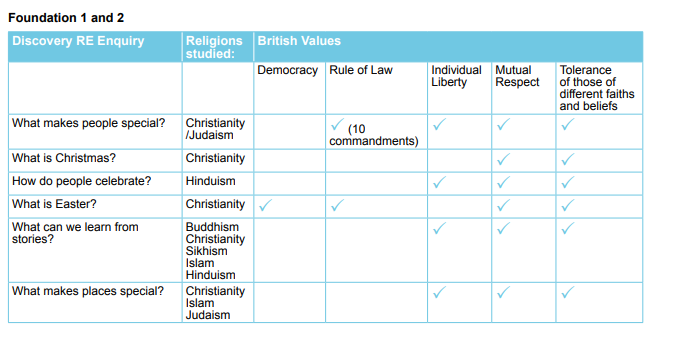 Foundation 1 and 2
Discovery RE Enquiry Religions studied: British Values
Democracy Rule of Law Individual Liberty Mutual Respect Tolerance of those of different faiths and beliefs
What makes people special? Christianity /Judaism ✓ (10 commandments) ✓ ✓ ✓
What is Christmas? Christianity ✓ ✓
How do people celebrate? Hinduism ✓ ✓ ✓
What is Easter? Christianity ✓ ✓ ✓ ✓
What can we learn from stories? Buddhism Christianity Sikhism Islam Hinduism ✓ ✓ ✓
What makes places special? Christianity Islam Judaism ✓ ✓ ✓